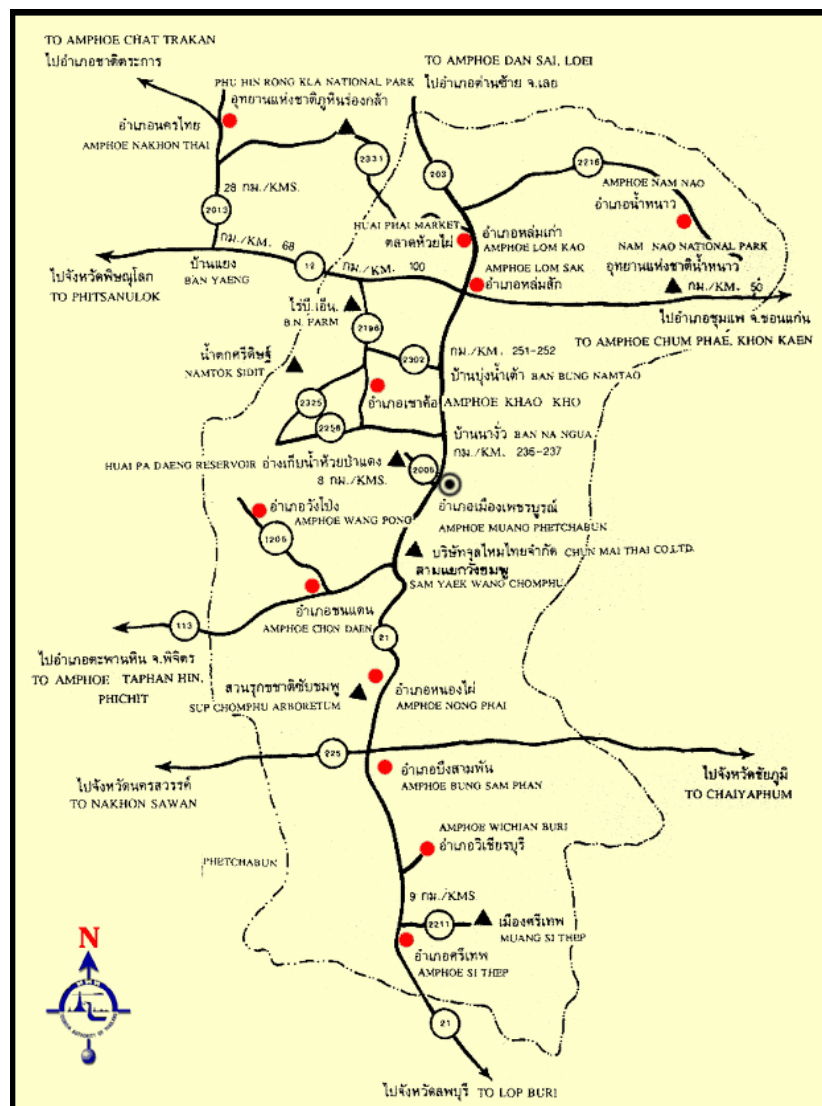 TO AMPHOE CHAT TRAKAN
ไปอำเภอชาติตระการ
TO AMPHOE DAN SAI, LOEI
ไปอำเภอด่านซ้าย จ.เลย
PHU HIN RONG KLA NATIONAL PARK
อุทยานแห่งชาติภูหินร่องกล้า
อำเภอนครไทย
AMPHOE NAKHON THAI
2331
203
2216
AMPHOE NAM NAO
อำเภอน้ำหนาว
28 กม./KMS.
2013
HUAI PHAI MARKET
ตลาดห้วยไผ่
อำเภอหล่มเก่า
AMPHOE LOM KAO
กม./KM. 68
NAM NAO NATIONAL PARK
อุทยานแห่งชาติน้ำหนาว
กม./KM. 50
ไปจังหวัดพิษณุโลก
TO PHITSANULOK
บ้านแยง
BAN YAENG
12
กม./KM. 100
AMPHOE LOM SAK
อำเภอหล่มสัก
ไปอำเภอชุมแพ จ.ขอนแก่น
TO AMPHOE CHUM PHAE, KHON KAEN
ไร่บี.เอ็น.
B.N. FARM
2196
น้ำตกศรีดิษฐ์
NAMTOK SIDIT
2302
กม./KM. 251-252
บ้านบุ่งน้ำเต้า BAN BUNG NAMTAO
อำเภอเขาค้อ AMPHOE KHAO KHO
2325
2258
บ้านนางั่ว BAN NA NGUA
กม./KM. 236-237
HUAI PA DAENG RESERVOIR อ่างเก็บน้ำห้วยป่าแดง
8 กม./KMS.
2005
อำเภอเมืองเพชรบูรณ์
AMPHOE MUANG PHETCHABUN
อำเภอวังโป่ง
AMPHOE WANG PONG
1205
บริษัทจุลไหมไทยจำกัด CHUN MAI THAI CO.LTD.
สามแยกวังชมพู
SAM YAEK WANG CHOMPHU
อำเภอชนแดน
AMPHOE CHON DAEN
113
21
ไปอำเภอตะพานหิน จ.พิจิตร
TO AMPHOE TAPHAN HIN,
PHICHIT
สวนรุกขชาติซับชมพู
SUP CHOMPHU ARBORETUM
อำเภอหนองไผ่
AMPHOE NONG PHAI
225
ไปจังหวัดนครสวรรค์
TO NAKHON SAWAN
อำเภอบึงสามพัน
AMPHOE BUNG SAM PHAN
ไปจังหวัดชัยภูมิ
TO CHAIYAPHUM
AMPHOE WICHIAN BURI
อำเภอวิเชียรบุรี
PHETCHABUN
9 กม./KMS
2211
เมืองศรีเทพ
MUANG SI THEP
อำเภอศรีเทพ
AMPHOE SI THEP
N
21
ไปจังหวัดลพบุรี TO LOP BURI